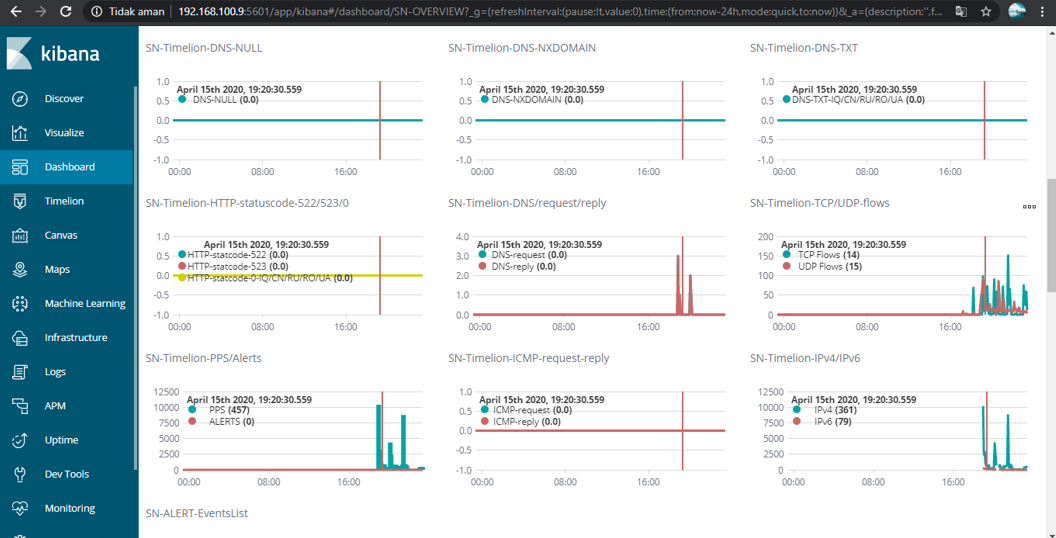 Tidak aman
192.168.100.9:5601/app/kibana#/dashboard/SN-OVERVIEW?_g=(refreshInterval:(pause:!t,value:0),time:(from:now-24h,mode:quick,to:now))&_a=(description:'',f...
kibana
Discover
Visualize
Dashboard
Timelion
Canvas
Maps
Machine Learning
Infrastructure
Logs
APM
Uptime
Dev Tools
Monitoring
SN-Timelion-DNS-NULL
1.0
0.5
0.0
-0.5
-1.0
April 15th 2020, 19:20:30.559
DNS-NULL (0.0)
00:00 08:00 16:00
SN-Timelion-DNS-NXDOMAIN
1.0
0.5
0.0
-0.5
-1.0
April 15th 2020, 19:20:30.559
DNS-NXDOMAIN (0.0)
00:00 08:00 16:00
SN-Timelion-DNS-TXT
1.0
0.5
0.0
-0.5
-1.0
April 15th 2020, 19:20:30.559
DNS-TXT-IQ/CN/RU/RO/UA (0.0)
00:00 08:00 16:00
SN-Timelion-HTTP-statuscode-522/523/0
1.0
0.5
0.0
-0.5
-1.0
April 15th 2020, 19:20:30.559
HTTP-statcode-522 (0.0)
HTTP-statcode-523 (0.0)
HTTP-statcode-0-IQ/CN/RU/RO/UA (0.0)
00:00 08:00 16:00
SN-Timelion-DNS/request/reply
4.0
3.0
2.0
1.0
0.0
April 15th 2020, 19:20:30.559
DNS-request (0.0)
DNS-reply (0.0)
00:00 08:00 16:00
SN-Timelion-TCP/UDP-flows
200
150
100
50
0
April 15th 2020, 19:20:30.559
TCP Flows (14)
UDP Flows (15)
00:00 08:00 16:00
SN-Timelion-PPS/Alerts
12500
10000
7500
5000
2500
0
April 15th 2020, 19:20:30.559
PPS (457)
ALERTS (0)
00:00 08:00 16:00
SN-Timelion-ICMP-request-reply
1.0
0.5
0.0
-0.5
-1.0
April 15th 2020, 19:20:30.559
ICMP-request (0.0)
ICMP-reply (0.0)
00:00 08:00 16:00
SN-Timelion-IPv4/IPv6
12500
10000
7500
5000
2500
0
April 15th 2020, 19:20:30.559
IPv4 (361)
IPv6 (79)
00:00 08:00 16:00
SN-ALERT-EventsList